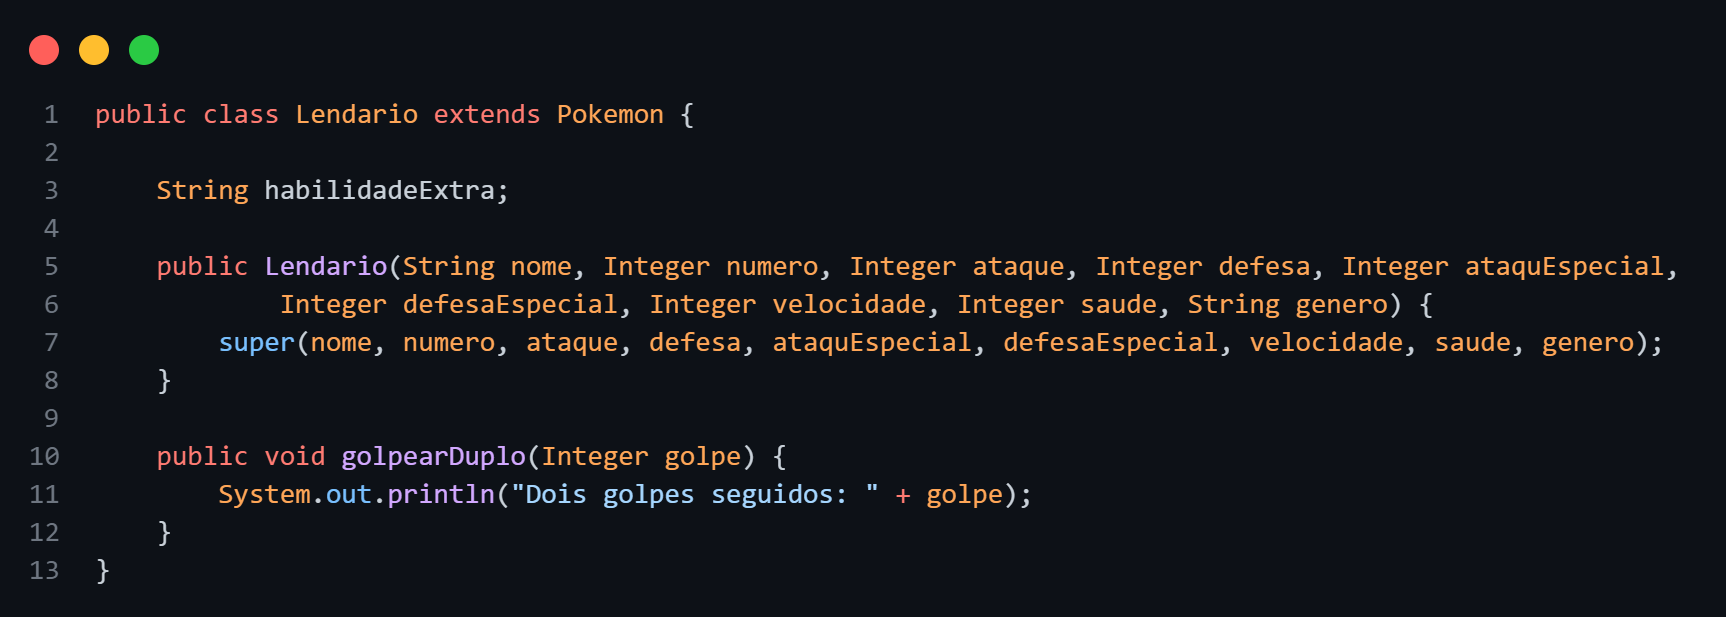 1 public class Lendario extends Pokemon {
2
3 String habilidadeExtra;
4
5 public Lendario(String nome, Integer numero, Integer ataque, Integer defesa, Integer ataquEspecial,
6 Integer defesaEspecial, Integer velocidade, Integer saude, String genero) {
7 super(nome, numero, ataque, defesa, ataquEspecial, defesaEspecial, velocidade, saude, genero);
8 }
9
10 public void golpearDuplo(Integer golpe) {
11 System.out.println("Dois golpes seguidos: " + golpe);
12 }
13 }